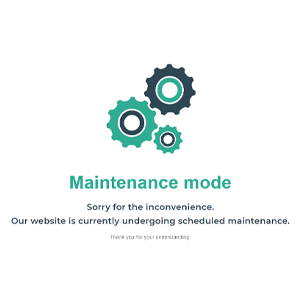 Maintenance mode
Sorry for the inconvenience.
Our website is currently undergoing scheduled maintenance.
Thank you for your understanding.